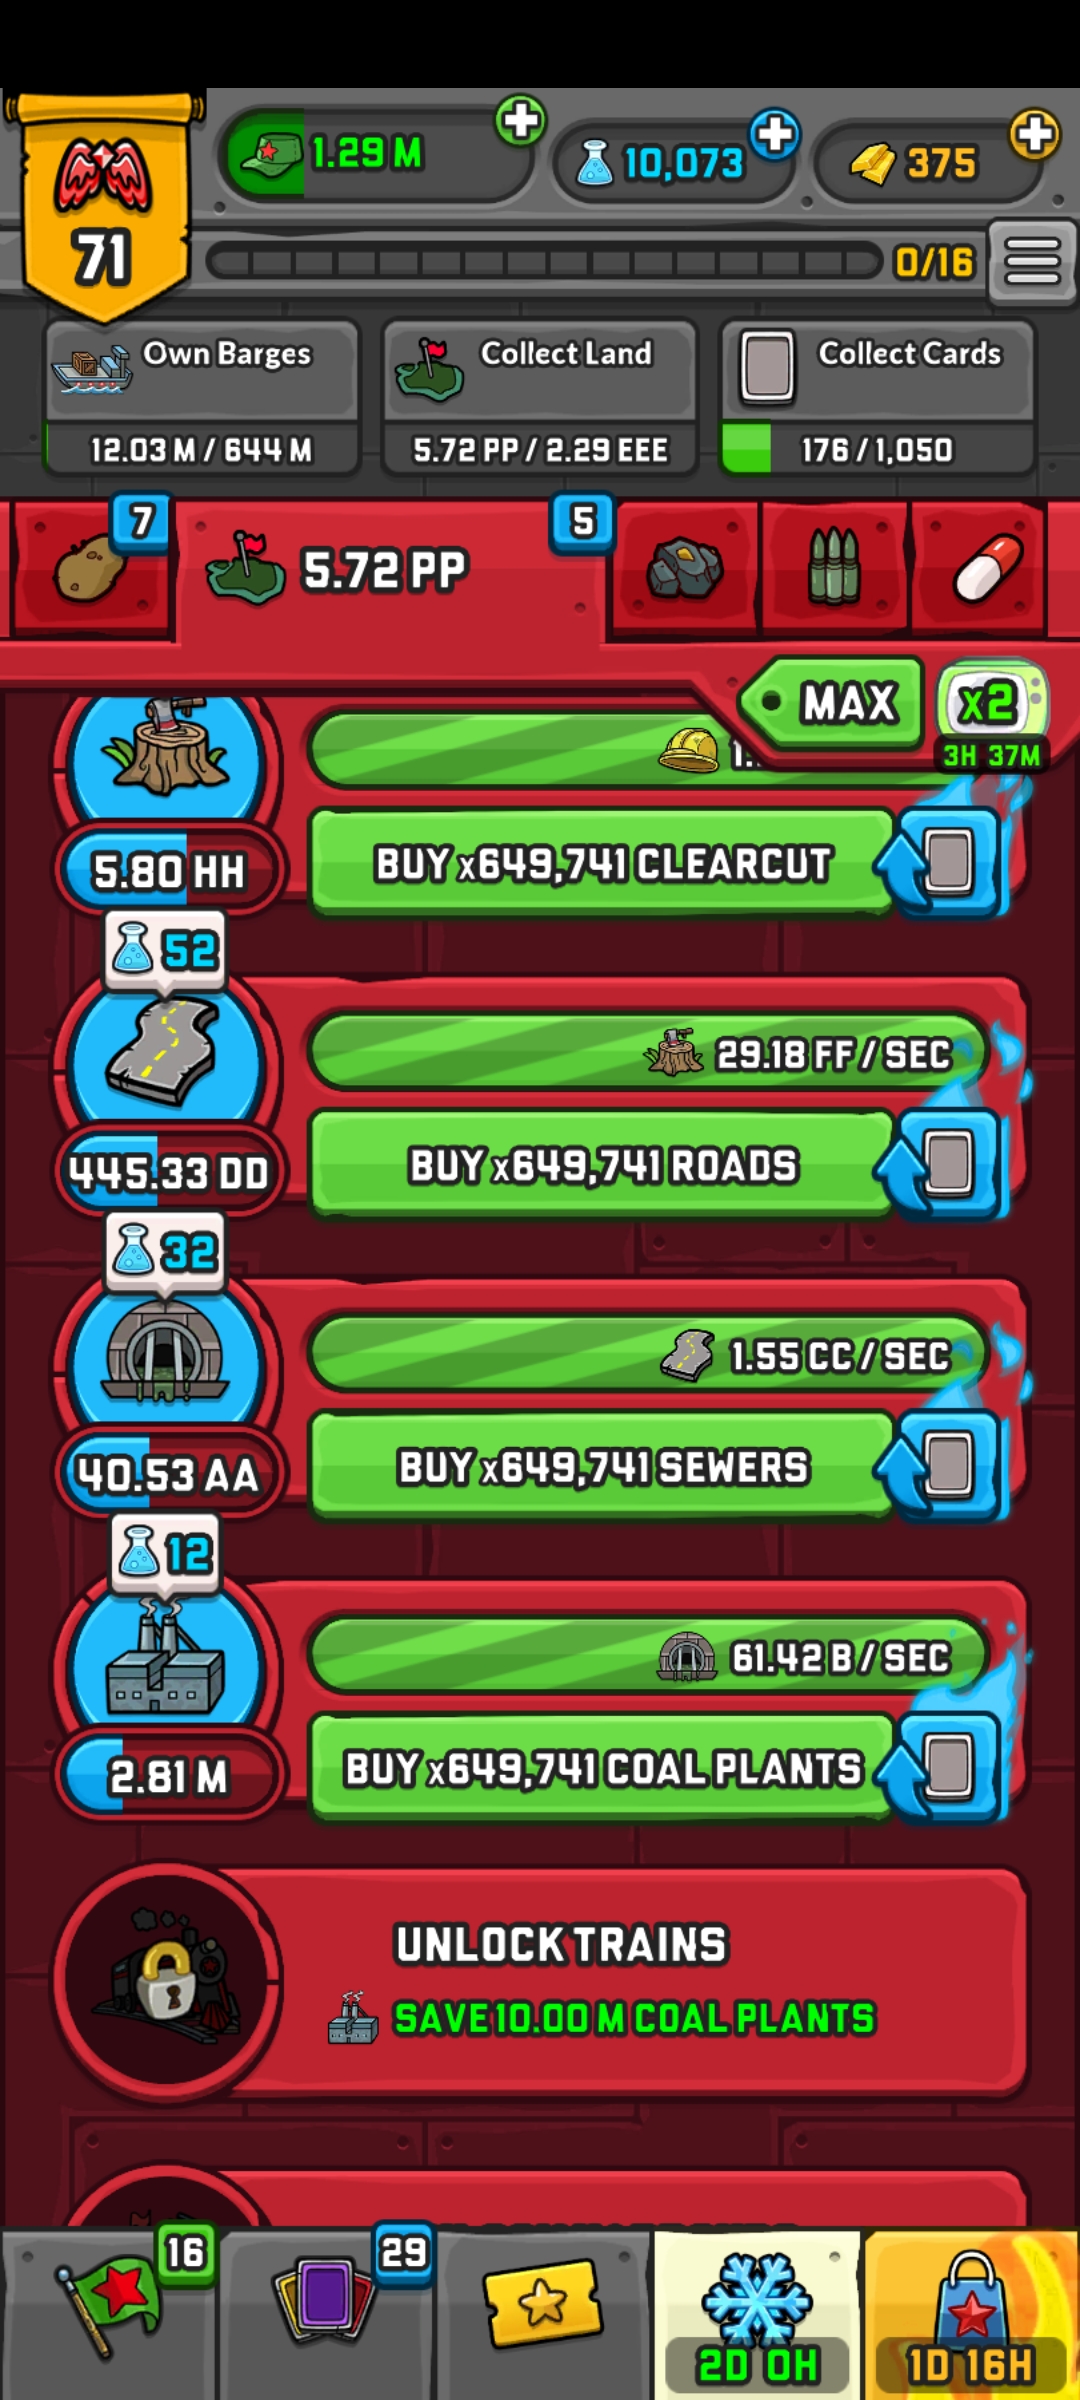 71
1.29 M
10,073
375
0/16
Own Barges
12.03 M / 644 M
Collect Land
5.72 PP / 2.29 EEE
Collect Cards
176 / 1,050
7
5.72 PP
5
MAX
x2
3H 37M
5.80 HH
BUY x649,741 CLEARCUT
52
29.18 FF / SEC
445.33 DD
BUY x649,741 ROADS
32
1.55 CC / SEC
40.53 AA
BUY x649,741 SEWERS
12
61.42 B / SEC
2.81 M
BUY x649,741 COAL PLANTS
UNLOCK TRAINS
SAVE 10.00 M COAL PLANTS
16
29
2D 0H
1D 16H